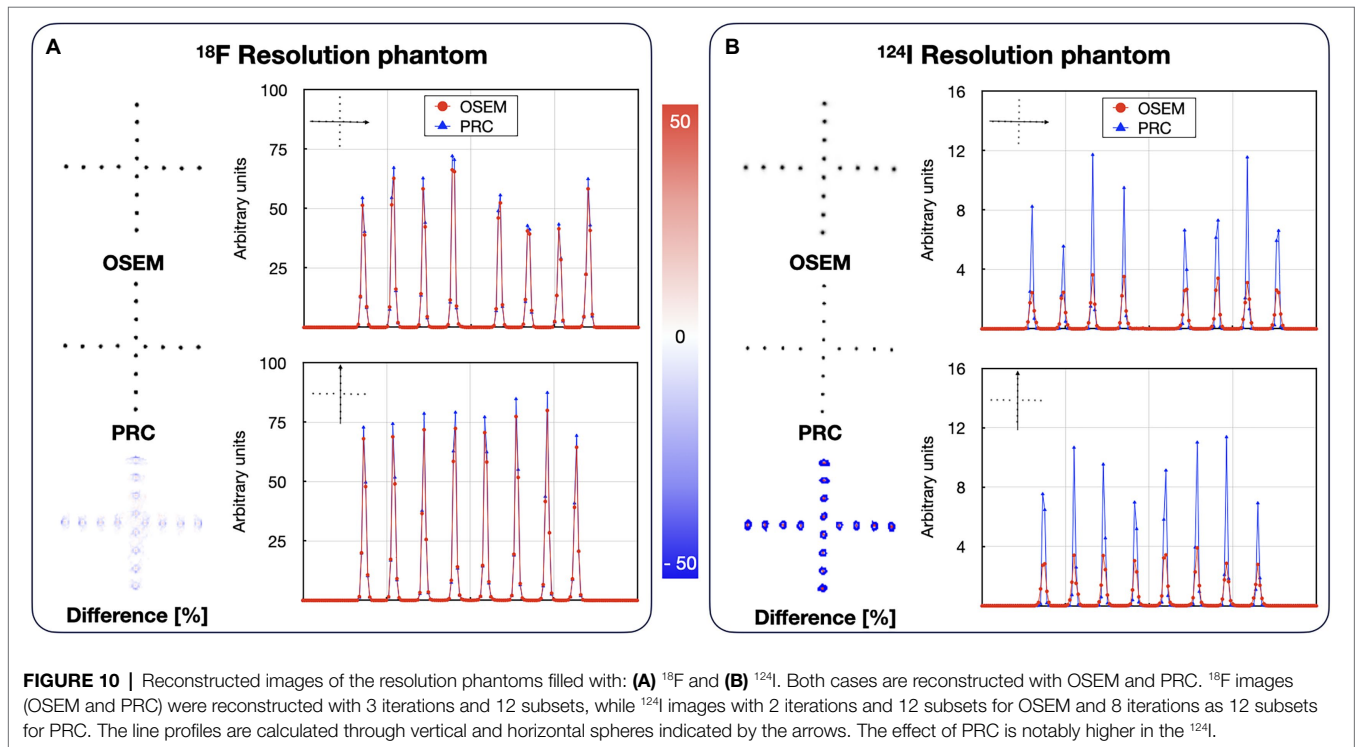 A
¹⁸F Resolution phantom
OSEM
PRC
Difference [%]
100
75
50
25
Arbitrary units
OSEM
PRC
100
75
50
25
Arbitrary units
50
0
- 50
B
¹²⁴I Resolution phantom
OSEM
PRC
Difference [%]
16
12
8
4
Arbitrary units
OSEM
PRC
16
12
8
4
Arbitrary units
FIGURE 10 | Reconstructed images of the resolution phantoms filled with: (A) ¹⁸F and (B) ¹²⁴I. Both cases are reconstructed with OSEM and PRC. ¹⁸F images
(OSEM and PRC) were reconstructed with 3 iterations and 12 subsets, while ¹²⁴I images with 2 iterations and 12 subsets for OSEM and 8 iterations as 12 subsets
for PRC. The line profiles are calculated through vertical and horizontal spheres indicated by the arrows. The effect of PRC is notably higher in the ¹²⁴I.